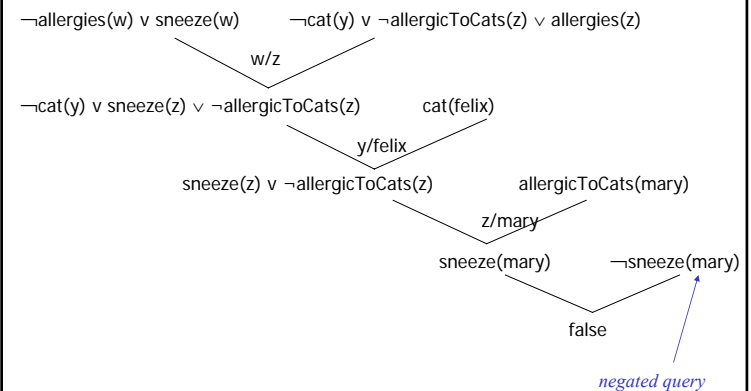 ¬allergies(w) v sneeze(w) ¬cat(y) v ¬allergicToCats(z) ∨ allergies(z)
w/z
¬cat(y) v sneeze(z) ∨ ¬allergicToCats(z) cat(felix)
y/felix
sneeze(z) v ¬allergicToCats(z) allergicToCats(mary)
z/mary
sneeze(mary) ¬sneeze(mary)
false
negated query